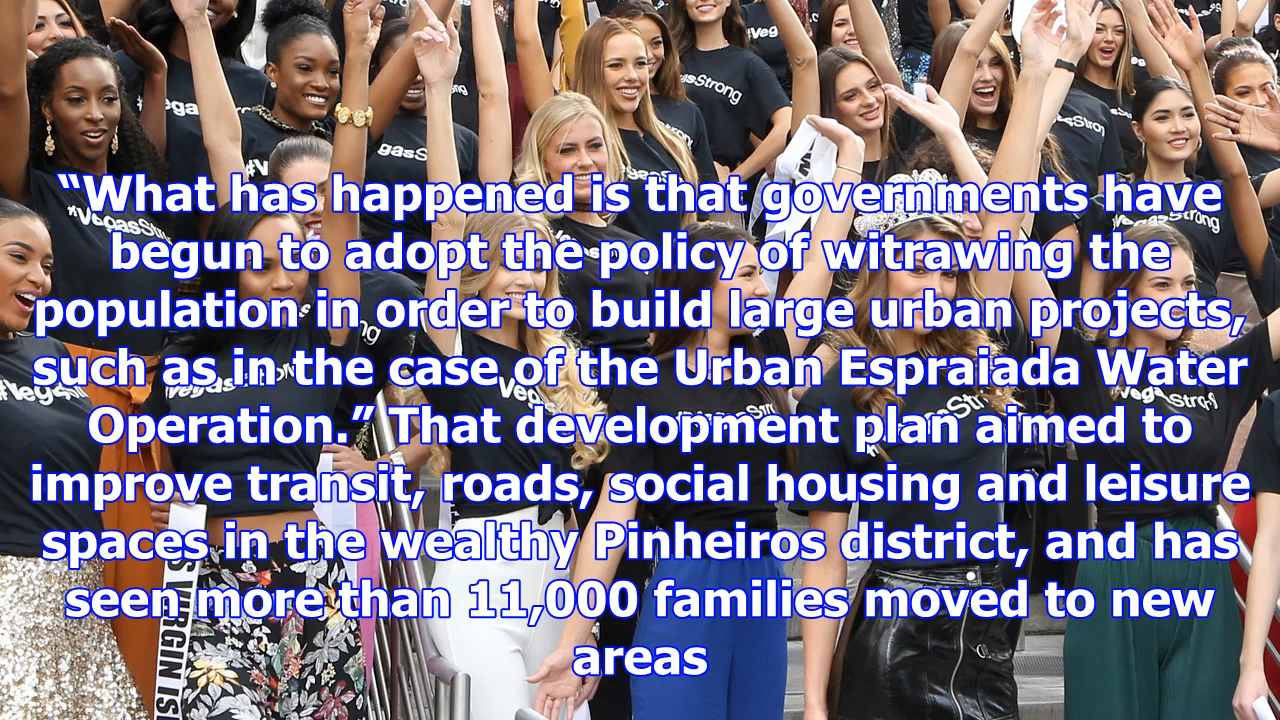 “What has happened is that governments have
begun to adopt the policy of witrawing the
population in order to build large urban projects,
such as in the case of the Urban Espraiada Water
Operation.” That development plan aimed to
improve transit, roads, social housing and leisure
spaces in the wealthy Pinheiros district, and has
seen more than 11,000 families moved to new
areas
#VegasStrong
VIRGIN ISL